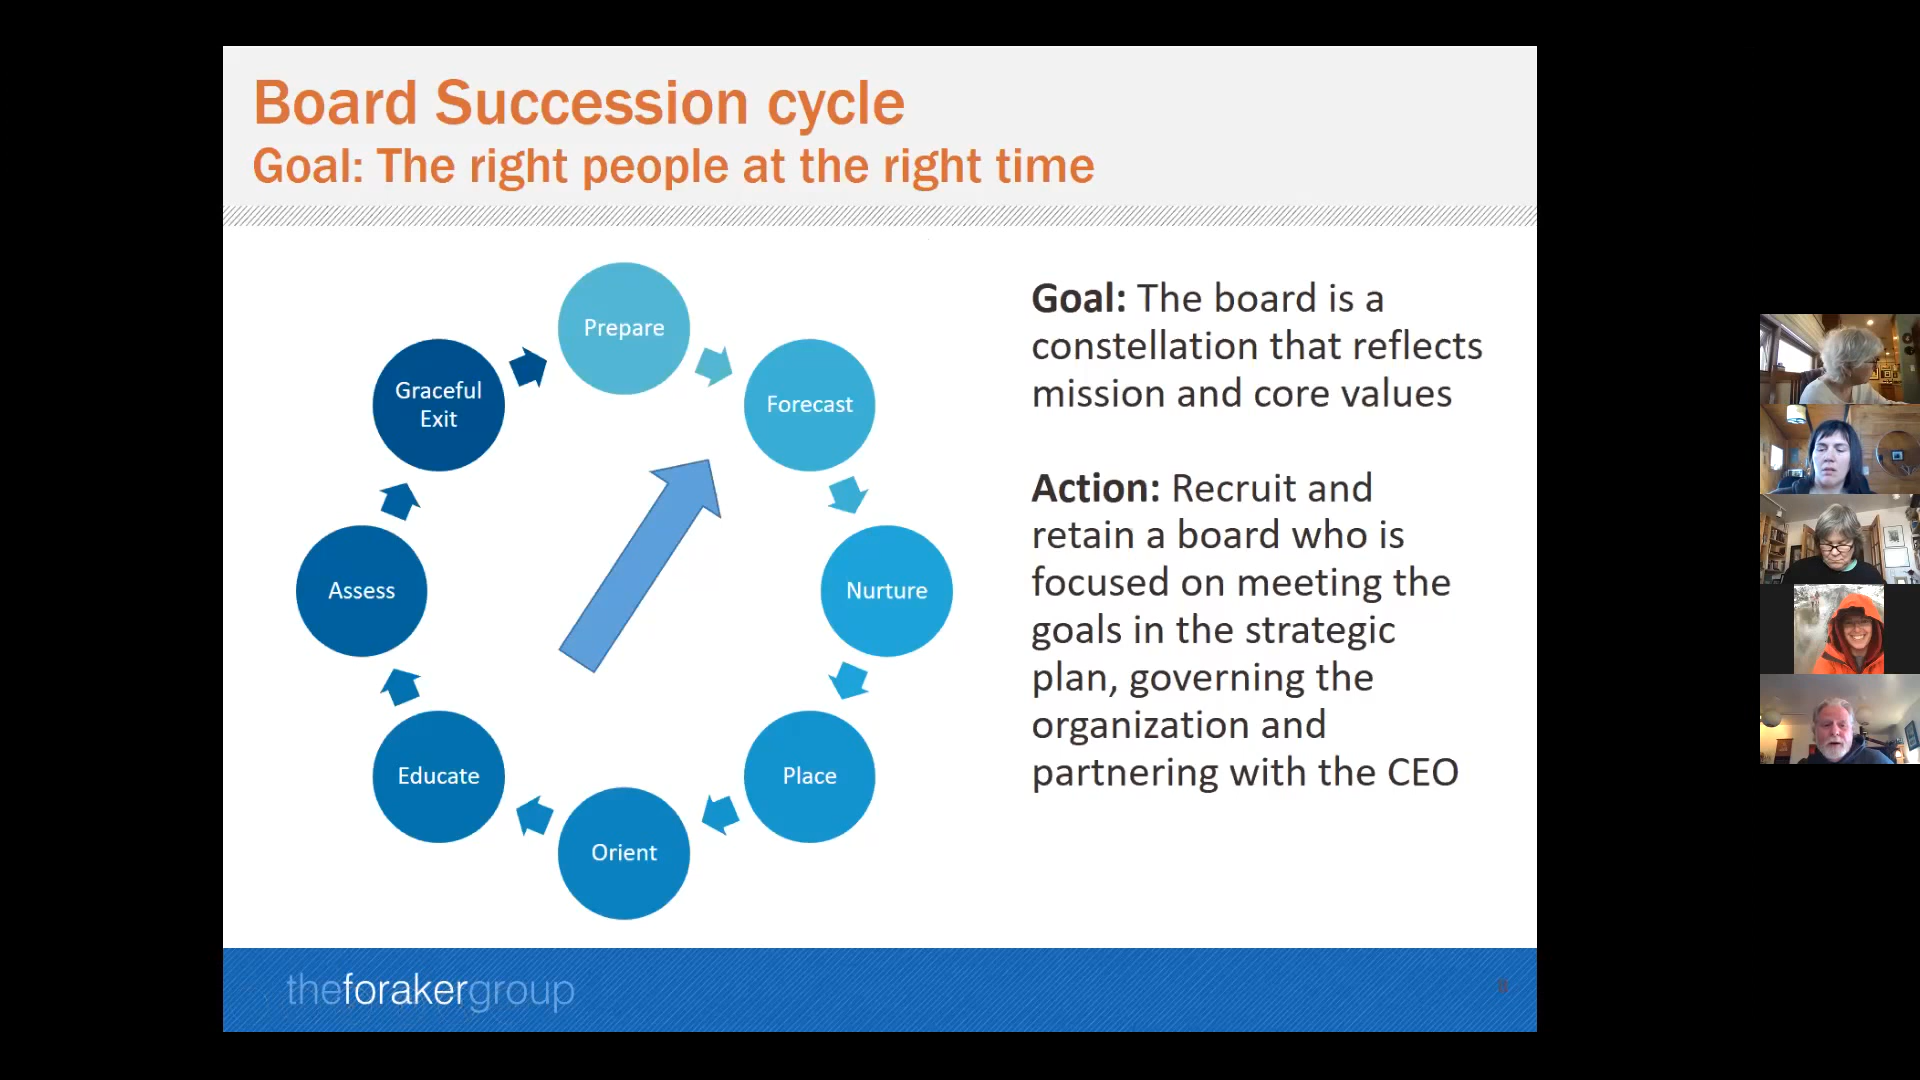 Board Succession cycle
Goal: The right people at the right time
Prepare
Forecast
Nurture
Place
Orient
Educate
Assess
Graceful
Exit
Goal: The board is a
constellation that reflects
mission and core values
Action: Recruit and
retain a board who is
focused on meeting the
goals in the strategic
plan, governing the
organization and
partnering with the CEO
theforakergroup
8